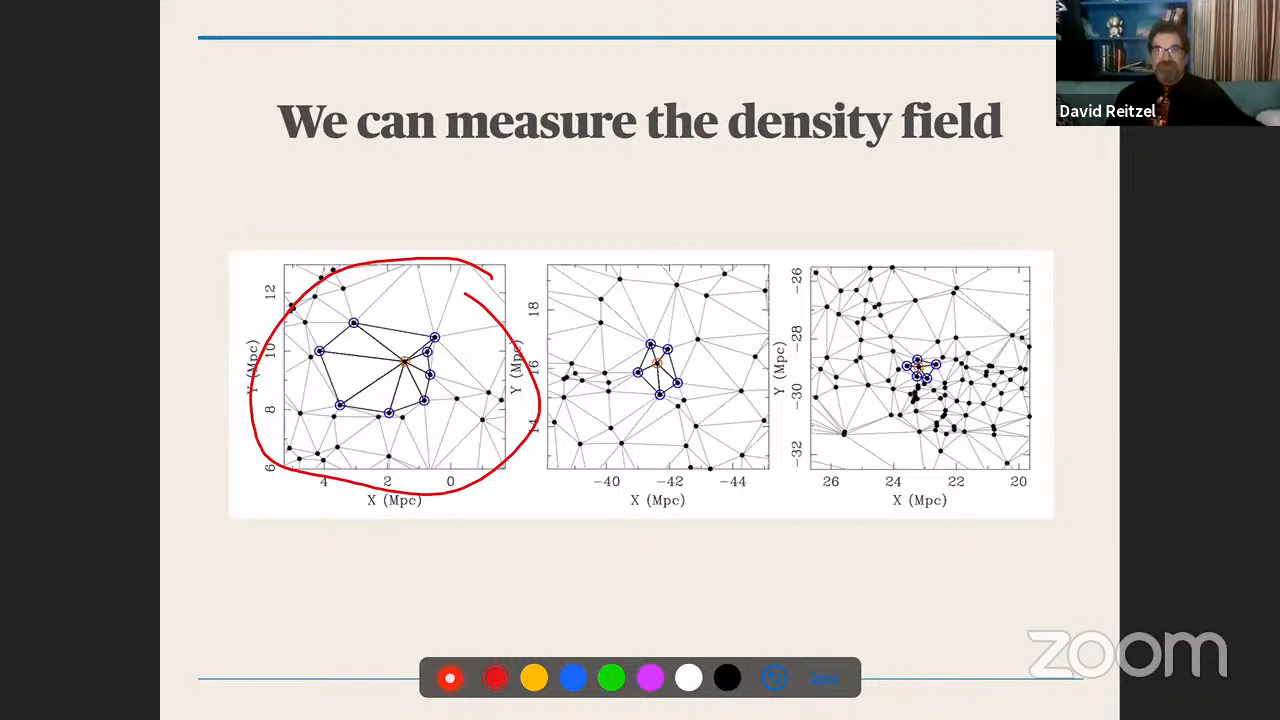 David Reitzel
We can measure the density field
12
10
8
6
Y (Mpc)
4
2
0
X (Mpc)
18
16
14
Y (Mpc)
-40
-42
-44
X (Mpc)
-26
-28
-30
-32
Y (Mpc)
26
24
22
20
X (Mpc)
zoom